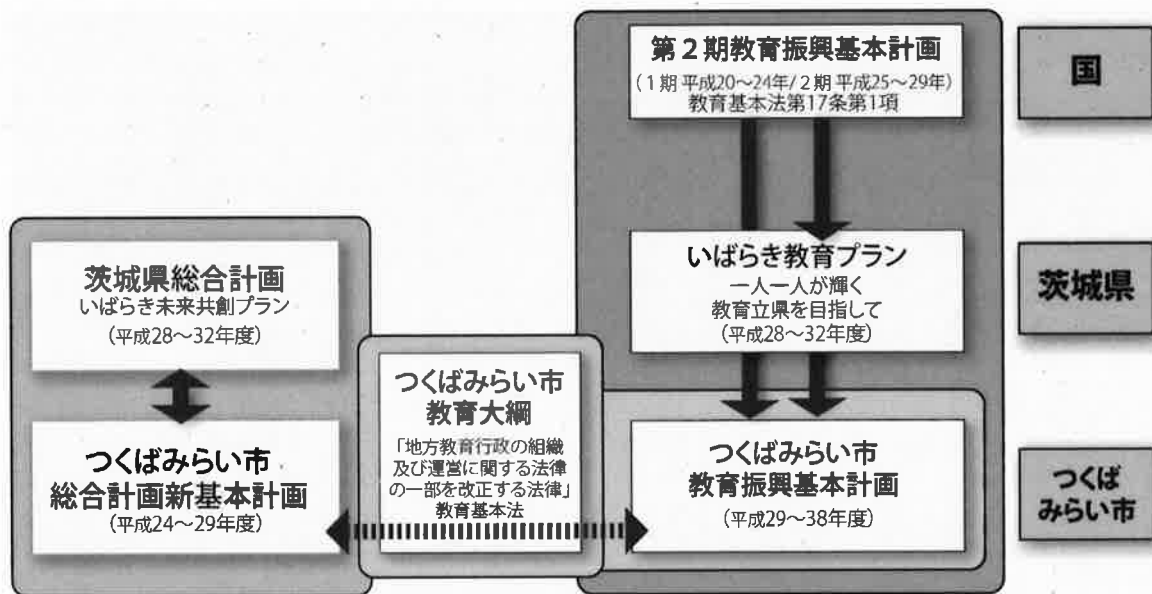 第2期教育振興基本計画
(1期 平成20～24年/2期 平成25～29年)
教育基本法第17条第1項
国
茨城県総合計画
いばらき未来共創プラン
(平成28～32年度)
いばらき教育プラン
一人一人が輝く
教育立県を目指して
(平成28～32年度)
茨城県
つくばみらい市
総合計画新基本計画
(平成24～29年度)
つくばみらい市
教育大綱
「地方教育行政の組織
及び運営に関する法律
の一部を改正する法律」
教育基本法
つくばみらい市
教育振興基本計画
(平成29～38年度)
つくば
みらい市